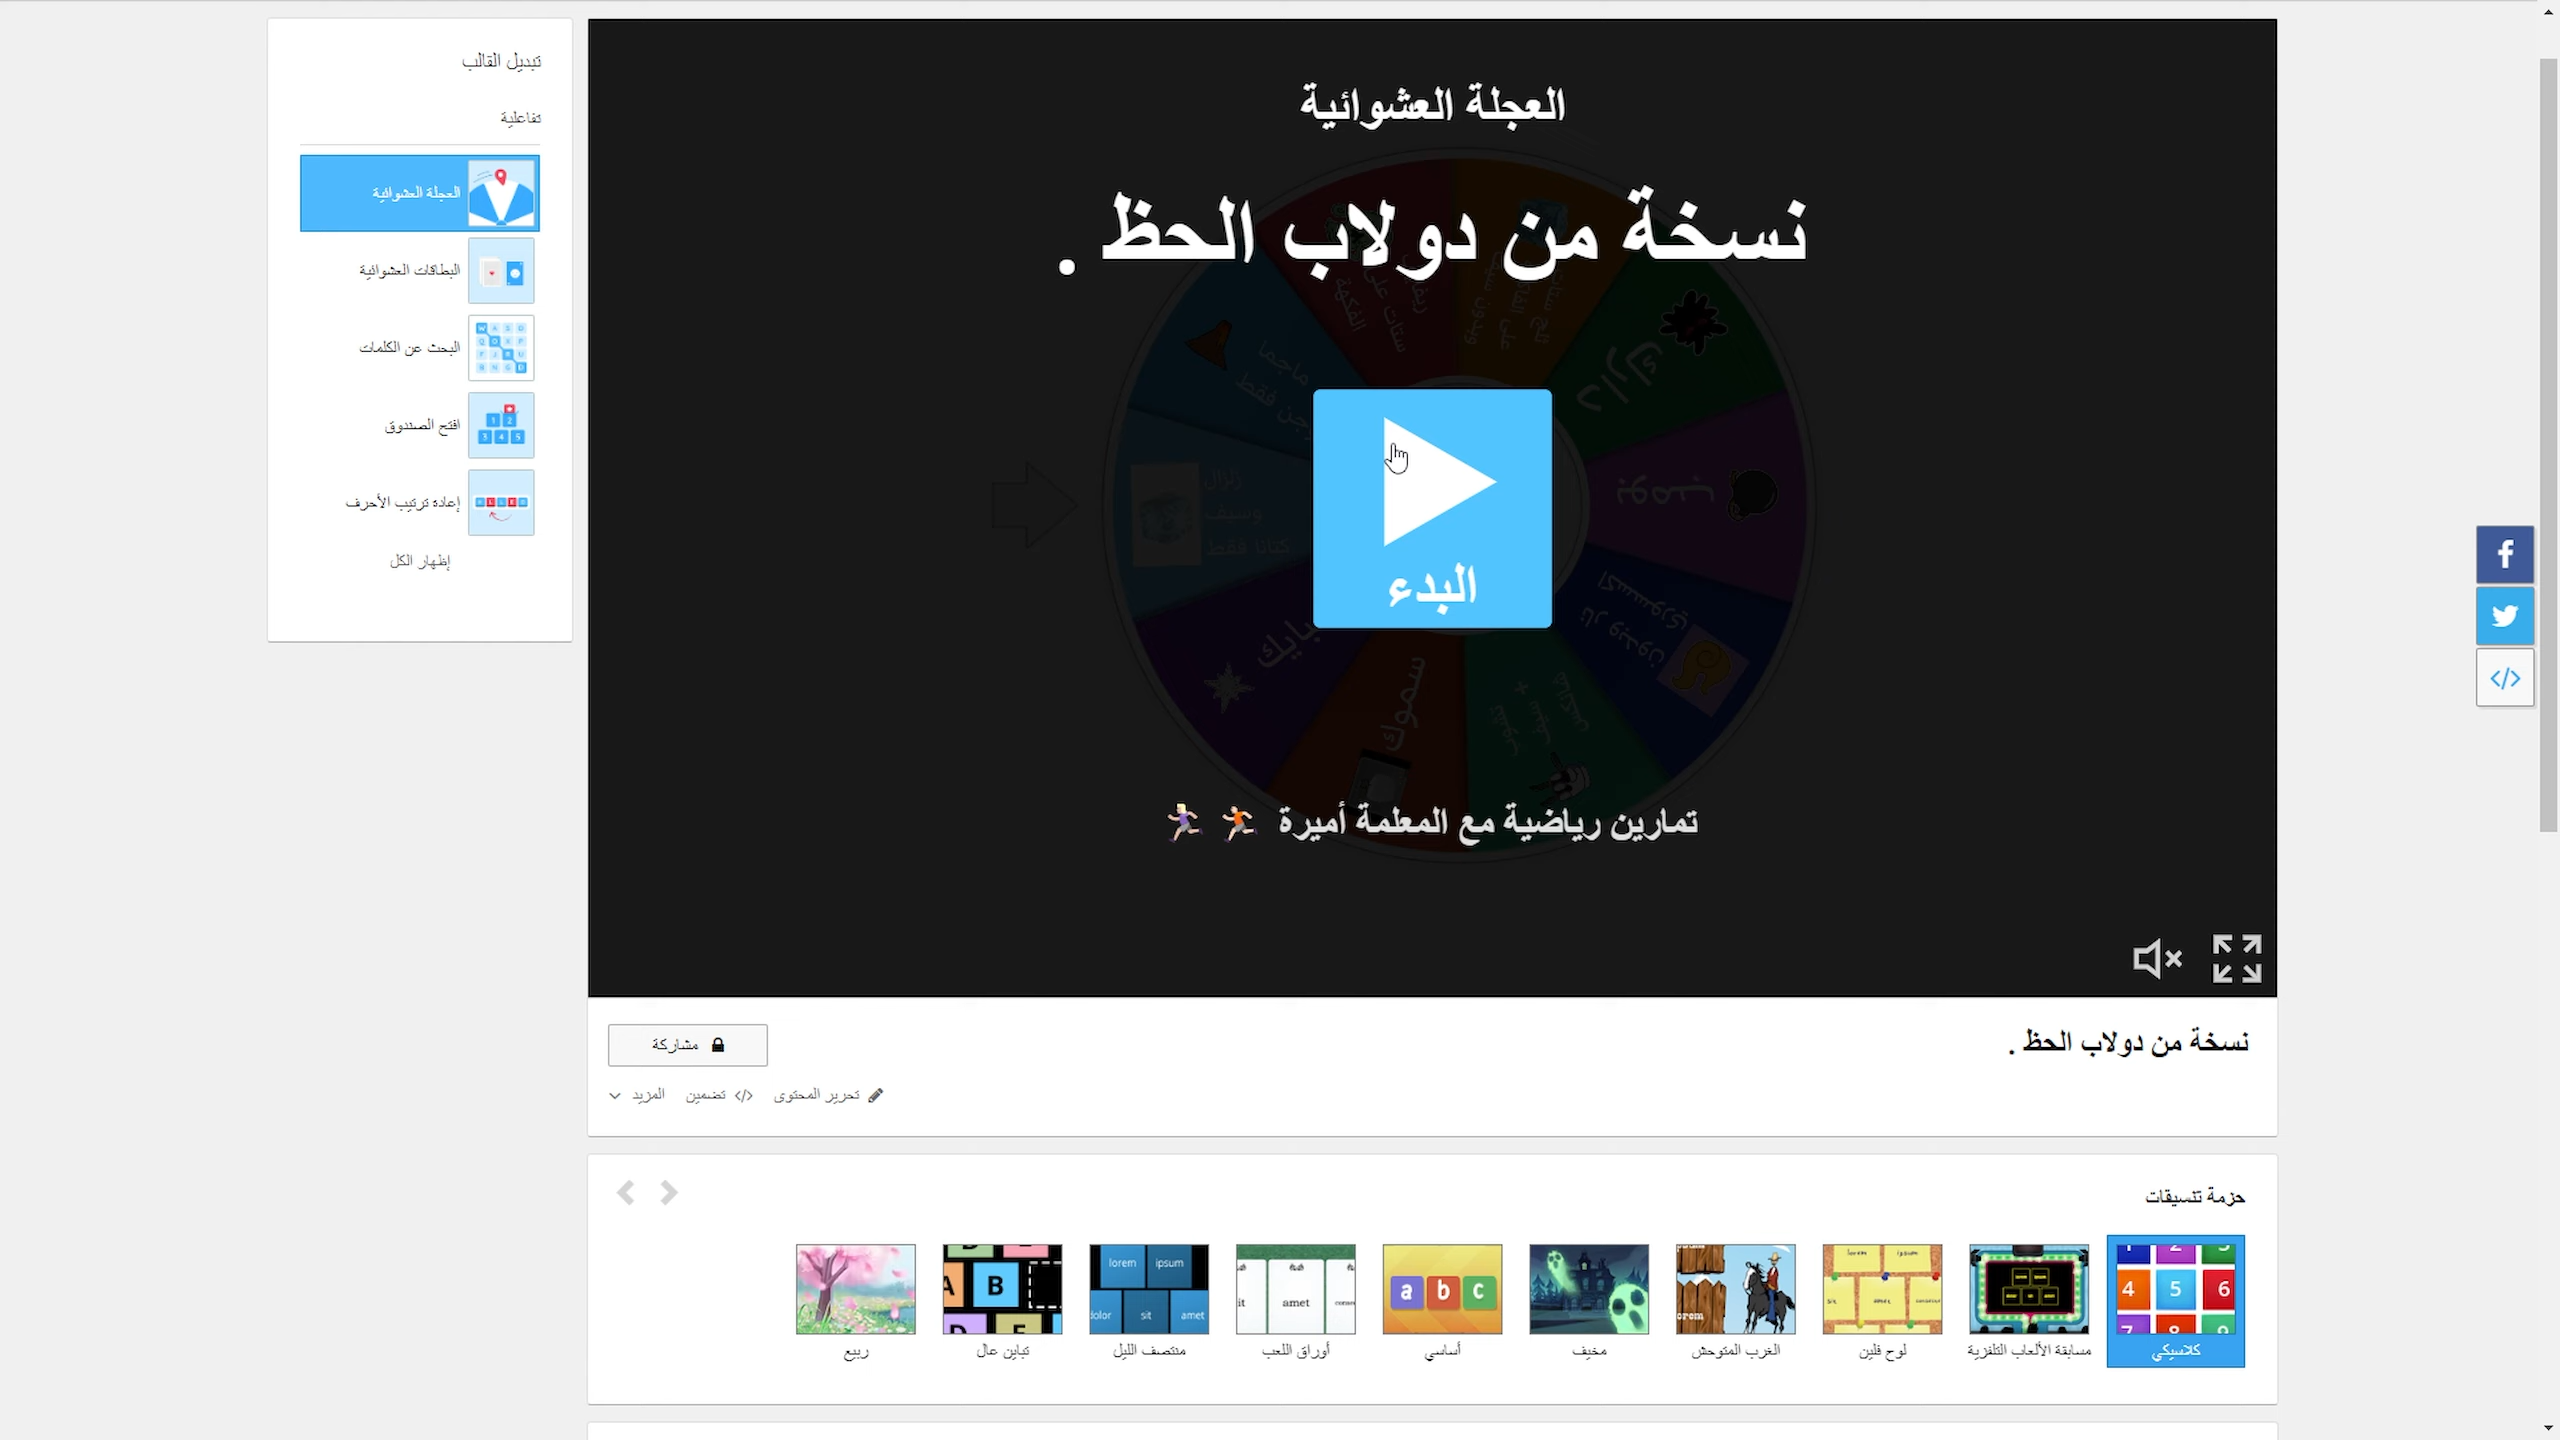 تبديل القالب
تفاعلية
العجلة العشوائية
البطاقات العشوائية
البحث عن الكلمات
افتح الصندوق
إعادة ترتيب الأحرف
إظهار الكل
العجلة العشوائية
نسخة من دولاب الحظ .
دارك
سموك
البدء
تمارين رياضية مع المعلمة أميرة
نسخة من دولاب الحظ .
مشاركة
تحرير المحتوى
تضمين
المزيد
حزمة تنسيقات
كلاسيكي
مسابقة الألعاب التلفزية
لوح فلين
الغرب المتوحش
مخيف
أساسي
أوراق اللعب
منتصف الليل
تباين عال
ربيع